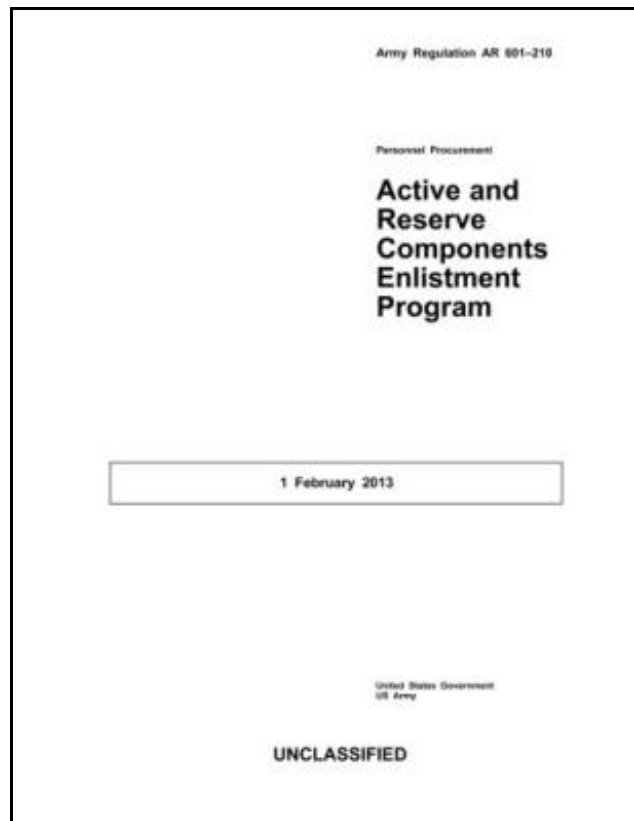 Army Regulation AR 601–210
Personnel Procurement
Active and
Reserve
Components
Enlistment
Program
1 February 2013
United States Government
US Army
UNCLASSIFIED